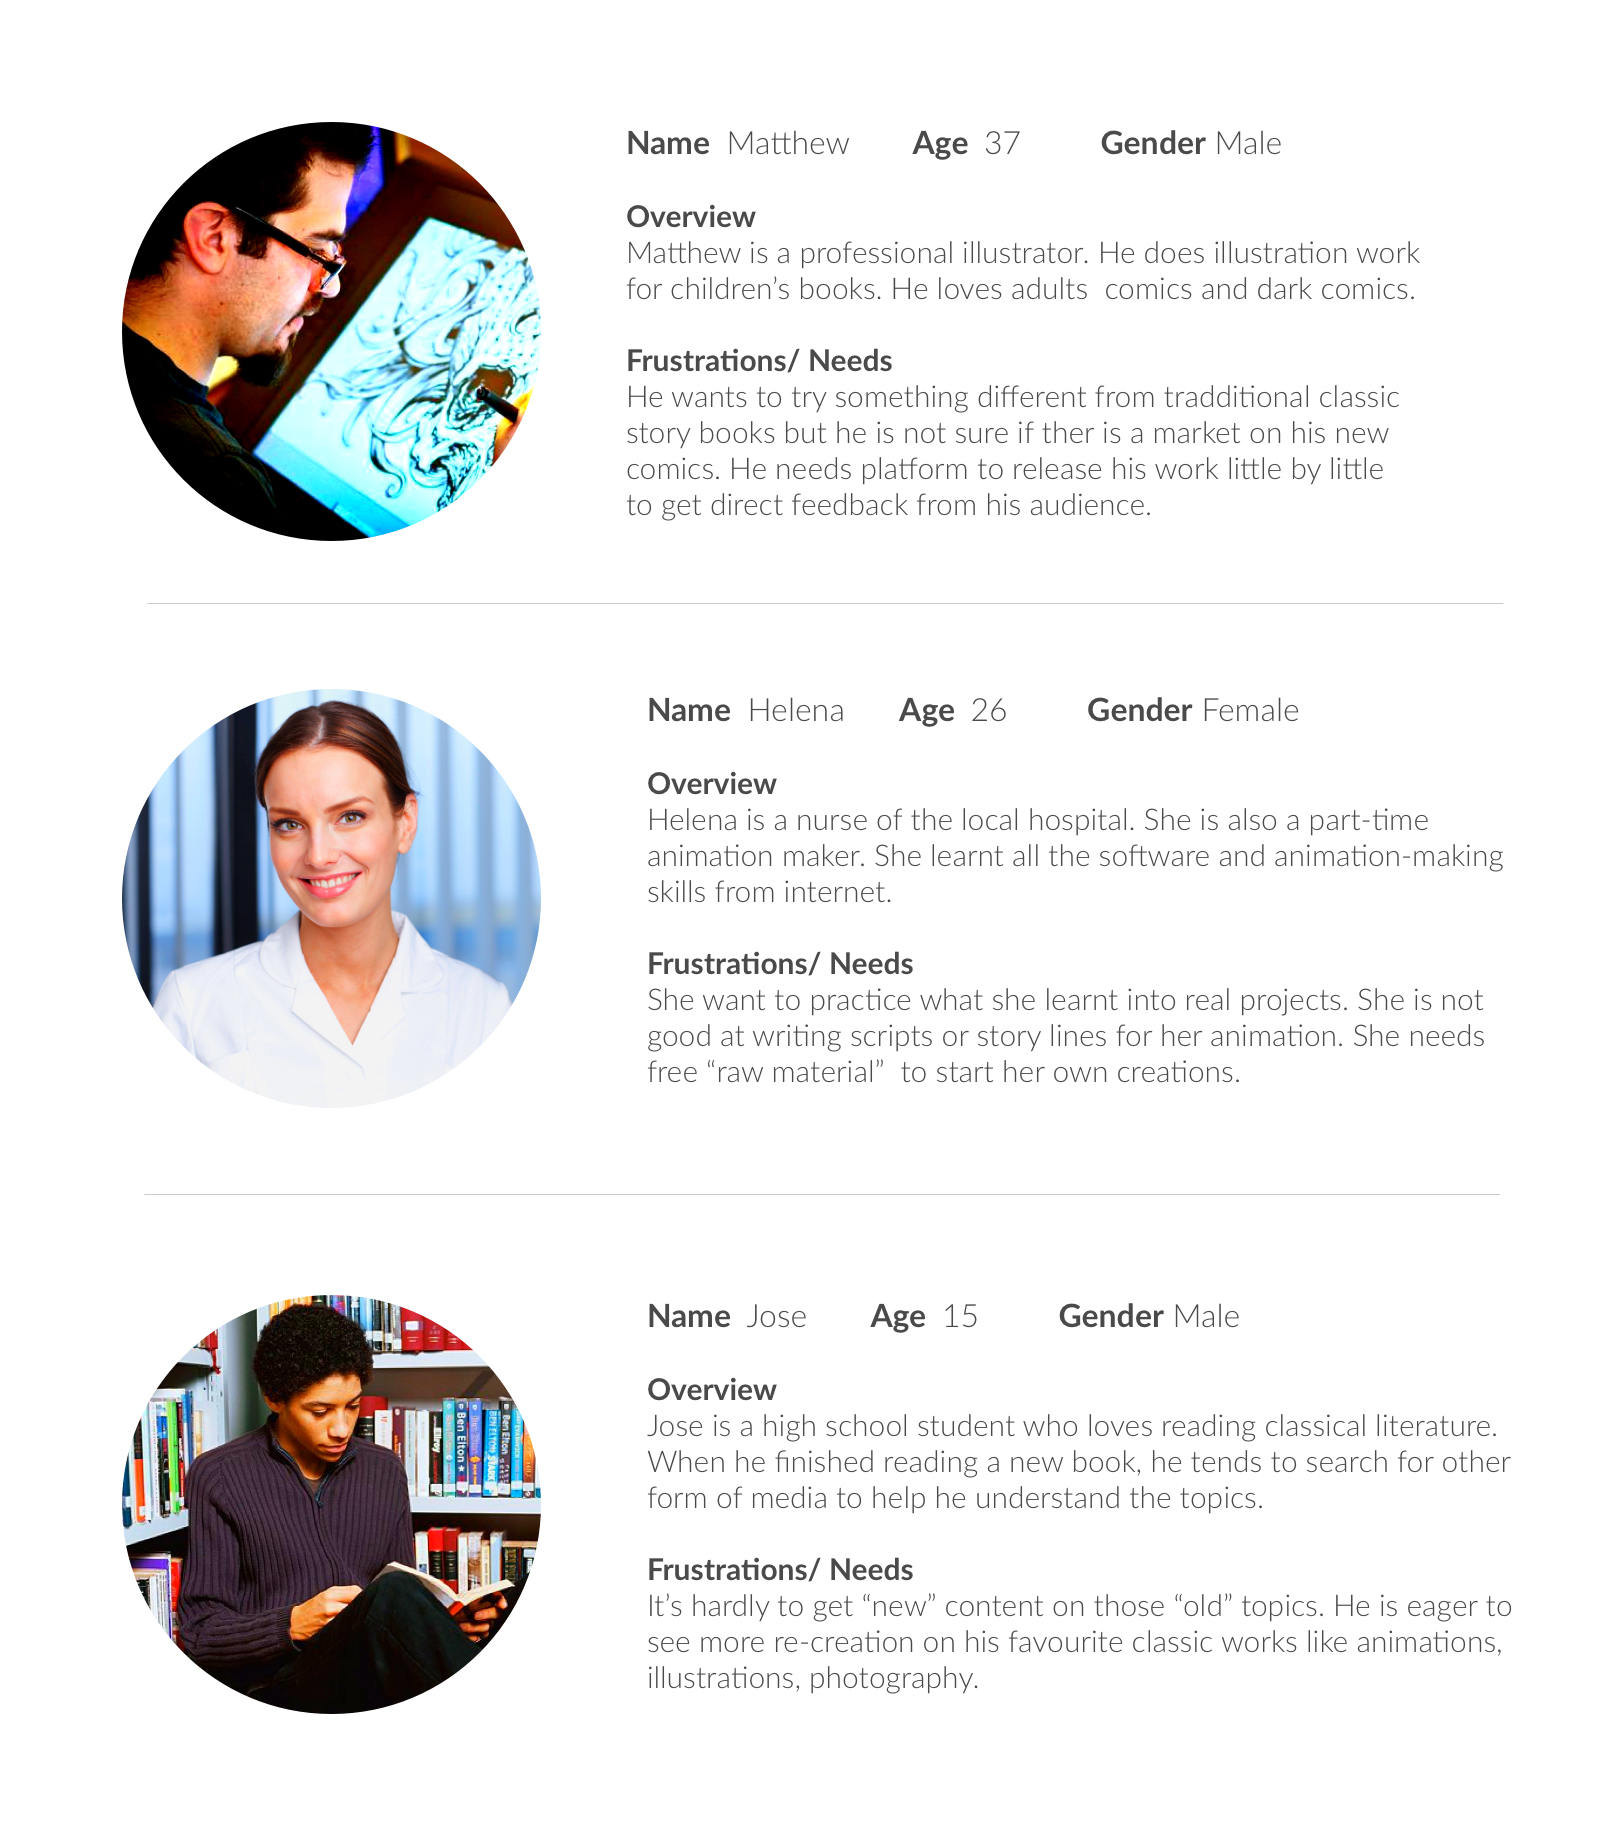 Name Matthew Age 37 Gender Male
Overview
Matthew is a professional illustrator. He does illustration work
for children’s books. He loves adults comics and dark comics.
Frustrations/ Needs
He wants to try something different from tradditional classic
story books but he is not sure if ther is a market on his new
comics. He needs platform to release his work little by little
to get direct feedback from his audience.
Name Helena Age 26 Gender Female
Overview
Helena is a nurse of the local hospital. She is also a part-time
animation maker. She learnt all the software and animation-making
skills from internet.
Frustrations/ Needs
She want to practice what she learnt into real projects. She is not
good at writing scripts or story lines for her animation. She needs
free “raw material” to start her own creations.
Name Jose Age 15 Gender Male
Overview
Jose is a high school student who loves reading classical literature.
When he finished reading a new book, he tends to search for other
form of media to help he understand the topics.
Frustrations/ Needs
It’s hardly to get “new” content on those “old” topics. He is eager to
see more re-creation on his favourite classic works like animations,
illustrations, photography.
Ben Elton
Ben Elton